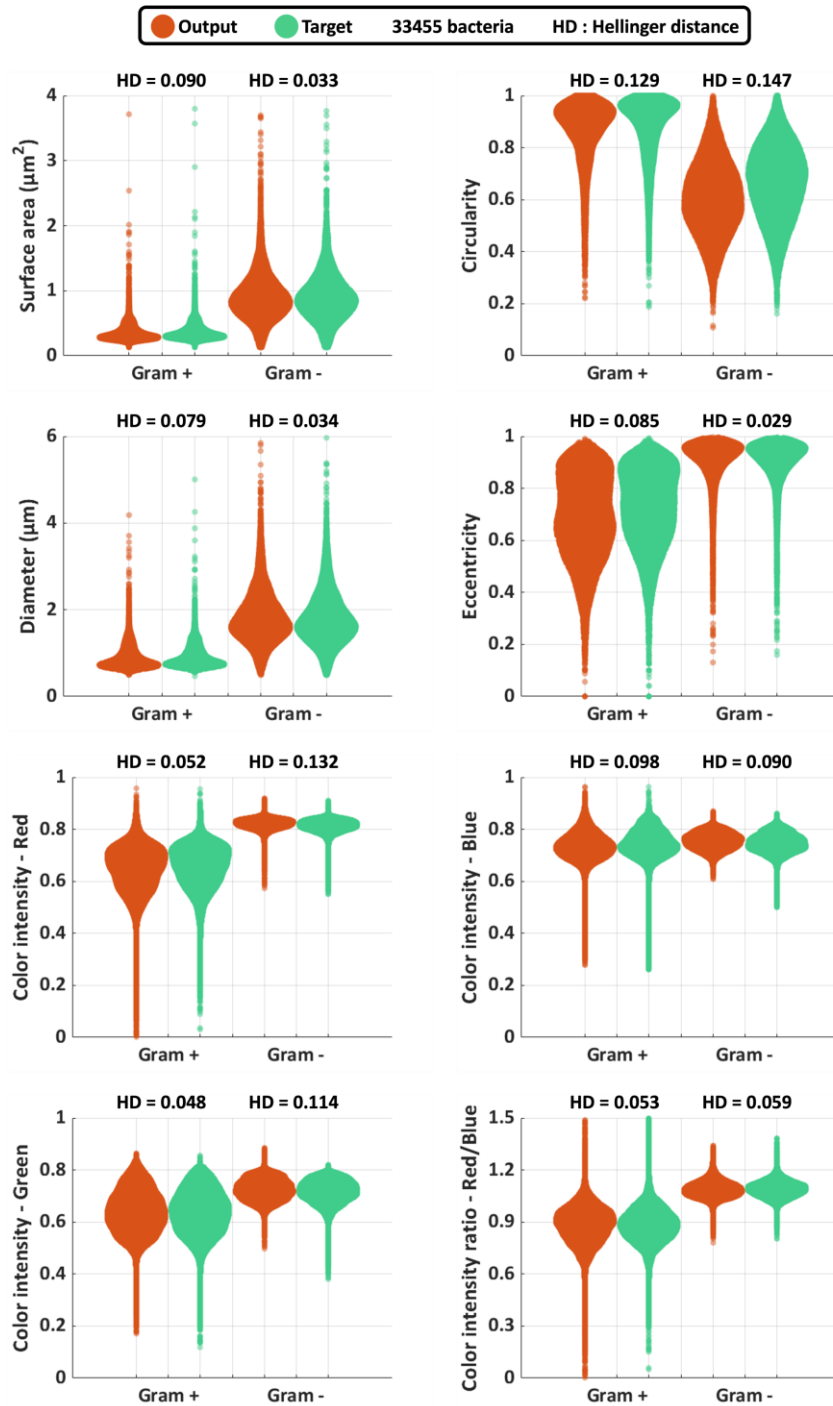 Output Target 33455 bacteria HD : Hellinger distance
HD = 0.090 HD = 0.033
Surface area (µm²)
4
3
2
1
0
Gram + Gram -
HD = 0.129 HD = 0.147
Circularity
1
0.8
0.6
0.4
0.2
0
Gram + Gram -
HD = 0.079 HD = 0.034
Diameter (µm)
6
4
2
0
Gram + Gram -
HD = 0.085 HD = 0.029
Eccentricity
1
0.8
0.6
0.4
0.2
0
Gram + Gram -
HD = 0.052 HD = 0.132
Color intensity - Red
1
0.8
0.6
0.4
0.2
0
Gram + Gram -
HD = 0.098 HD = 0.090
Color intensity - Blue
1
0.8
0.6
0.4
0.2
0
Gram + Gram -
HD = 0.048 HD = 0.114
Color intensity - Green
1
0.8
0.6
0.4
0.2
0
Gram + Gram -
HD = 0.053 HD = 0.059
Color intensity ratio - Red/Blue
1.5
1.2
0.9
0.6
0.3
0
Gram + Gram -